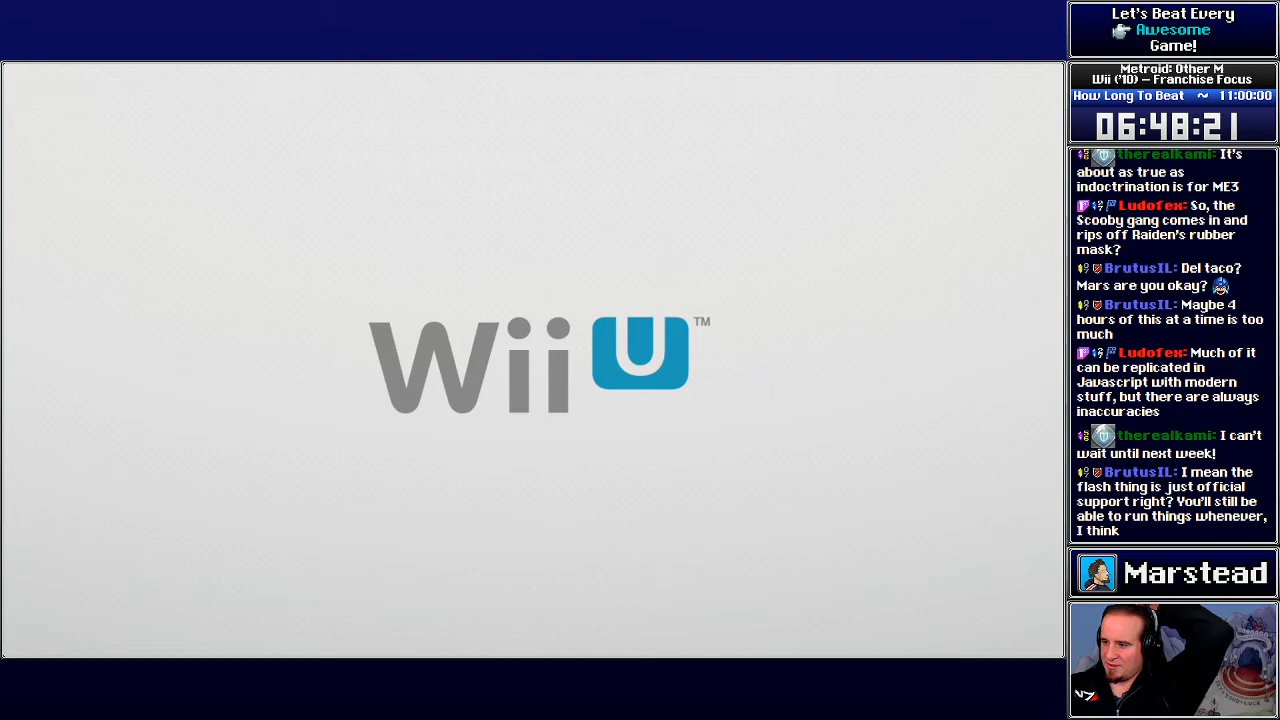 Let's Beat Every
Awesome
Game!
Metroid: Other M
Wii ('10) – Franchise Focus
How Long To Beat ~ 11:00:00
06:48:21
therealkami: It's
about as true as
indoctrination is for ME3
Ludofex: So, the
Scooby gang comes in and
rips off Raiden's rubber
mask?
BrutusIL: Del taco?
Mars are you okay?
BrutusIL: Maybe 4
hours of this at a time is too
much
Ludofex: Much of it
can be replicated in
Javascript with modern
stuff, but there are always
inaccuracies
therealkami: I can't
wait until next week!
BrutusIL: I mean the
flash thing is just official
support right? You'll still be
able to run things whenever,
I think
Wii U™
Marstead